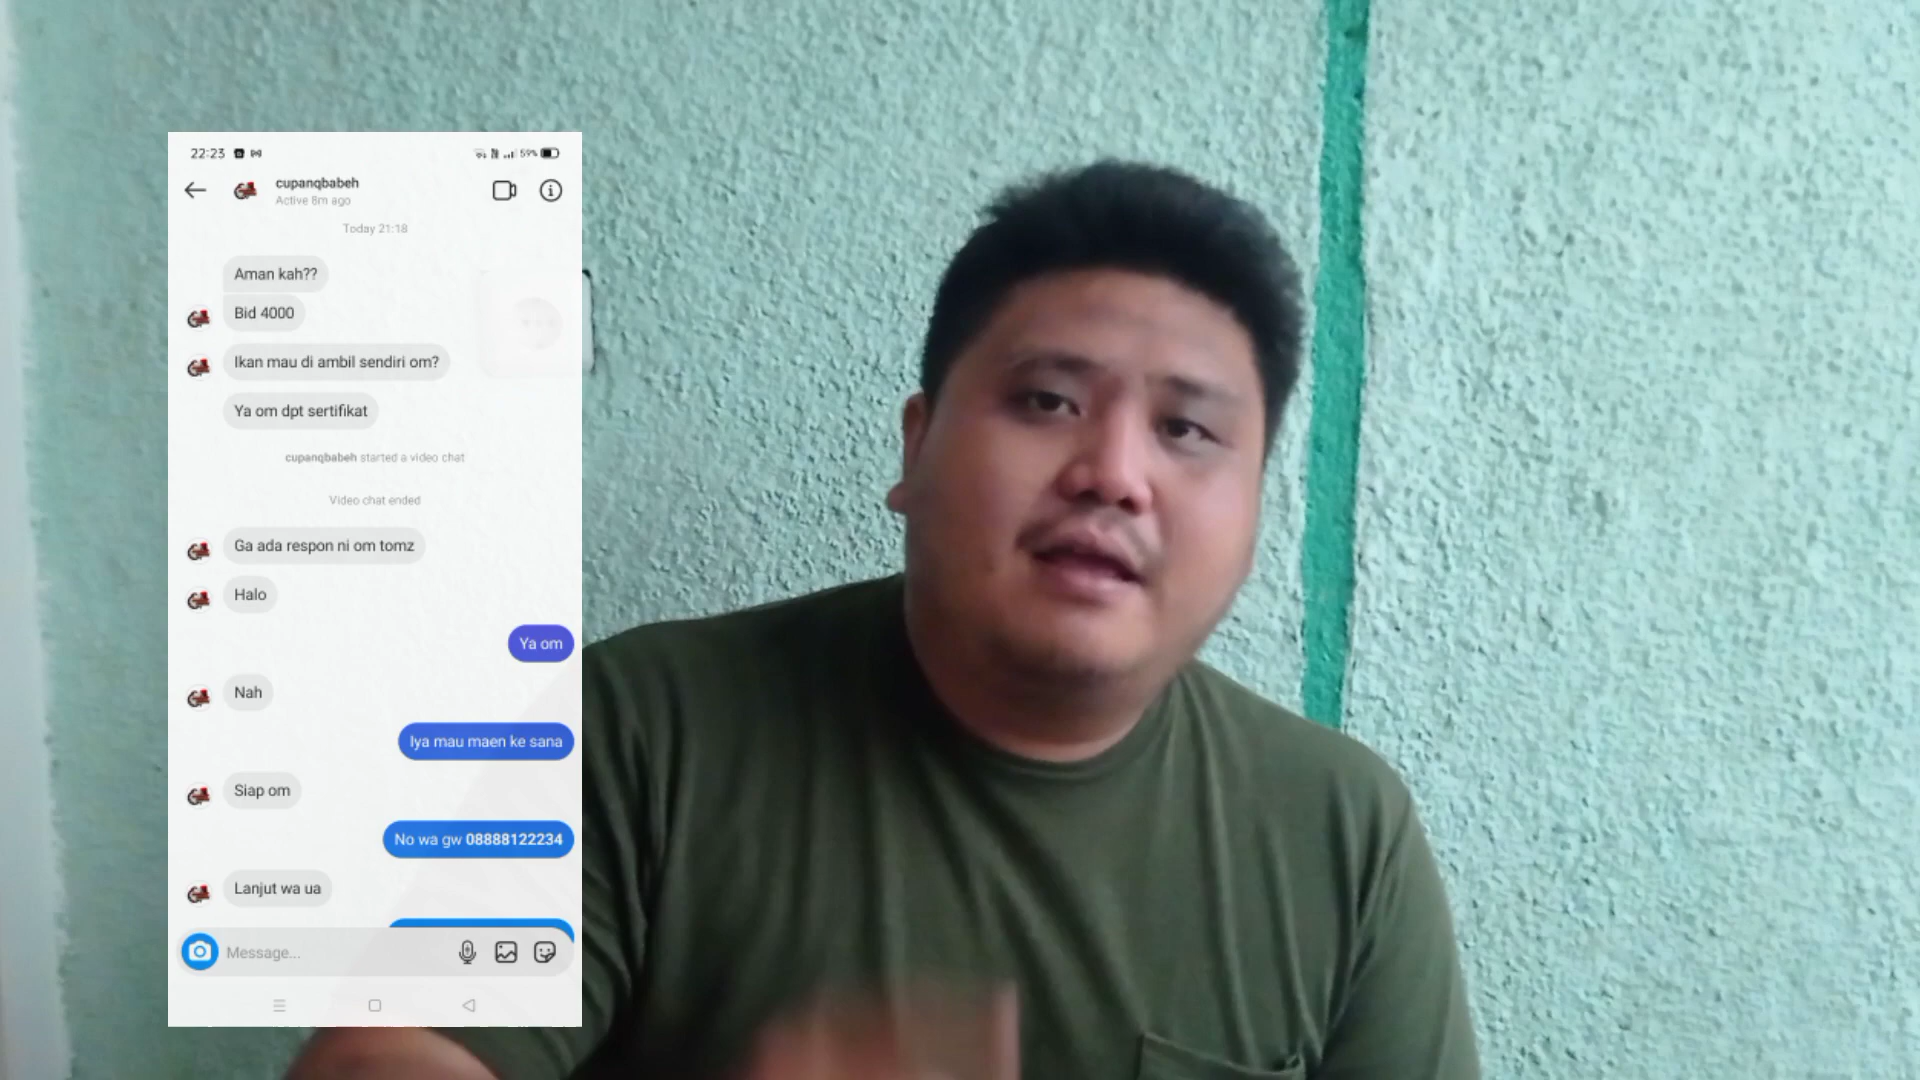 22:23
59%
cupanqbabeh
Active 8m ago
Today 21:18
Aman kah??
Bid 4000
Ikan mau di ambil sendiri om?
Ya om dpt sertifikat
cupanqbabeh started a video chat
Video chat ended
Ga ada respon ni om tomz
Halo
Ya om
Nah
Iya mau maen ke sana
Siap om
No wa gw 08888122234
Lanjut wa ua
Message...